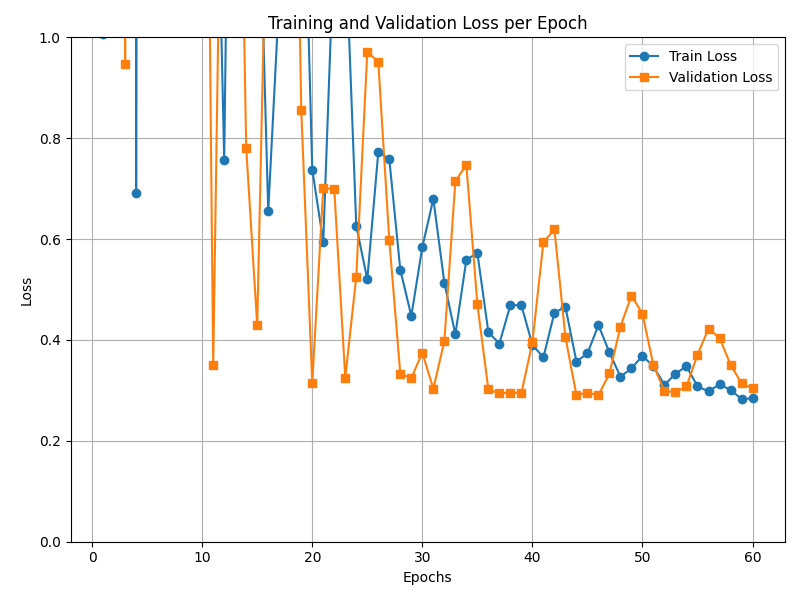 Training and Validation Loss per Epoch
Train Loss
Validation Loss
Loss
1.0
0.8
0.6
0.4
0.2
0.0
0 10 20 30 40 50 60
Epochs